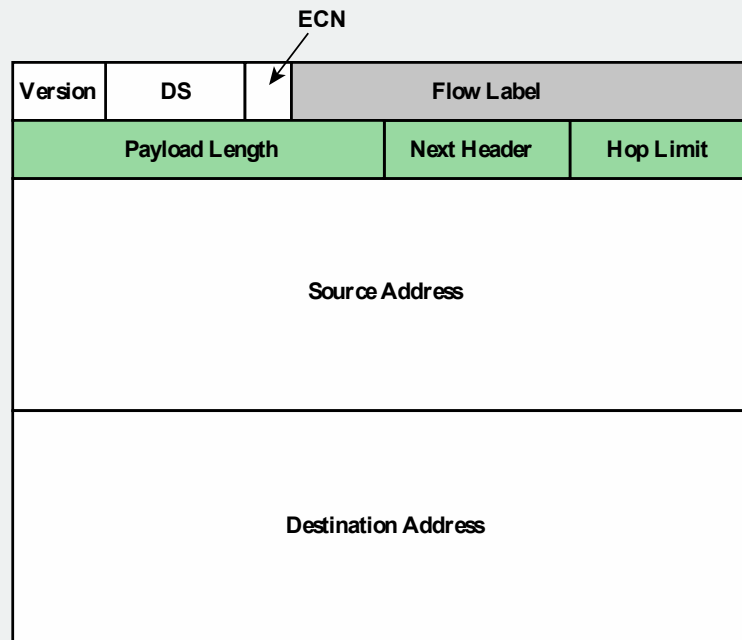 ECN
Version DS Flow Label
Payload Length Next Header Hop Limit
Source Address
Destination Address